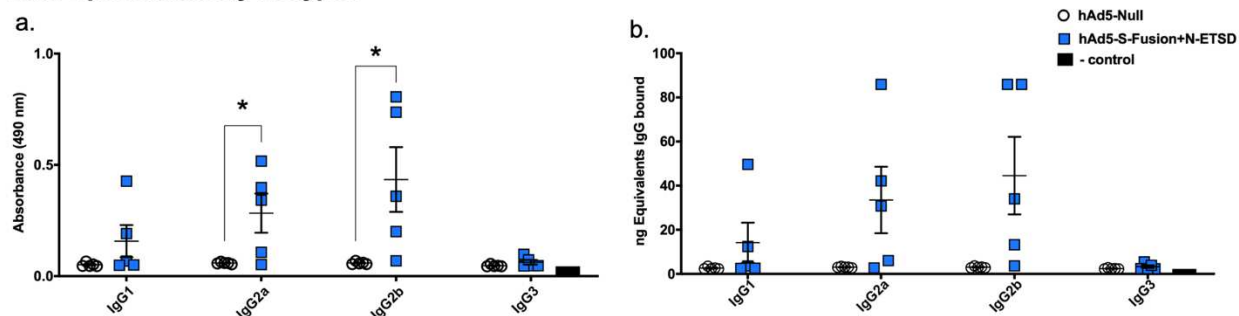 a.
Absorbance (490 nm)
1.0
0.5
0.0
*
*
IgG1
IgG2a
IgG2b
IgG3
b.
ng Equivalents IgG bound
100
80
60
40
20
0
IgG1
IgG2a
IgG2b
IgG3
hAd5-Null
hAd5-S-Fusion+N-ETSD
- control